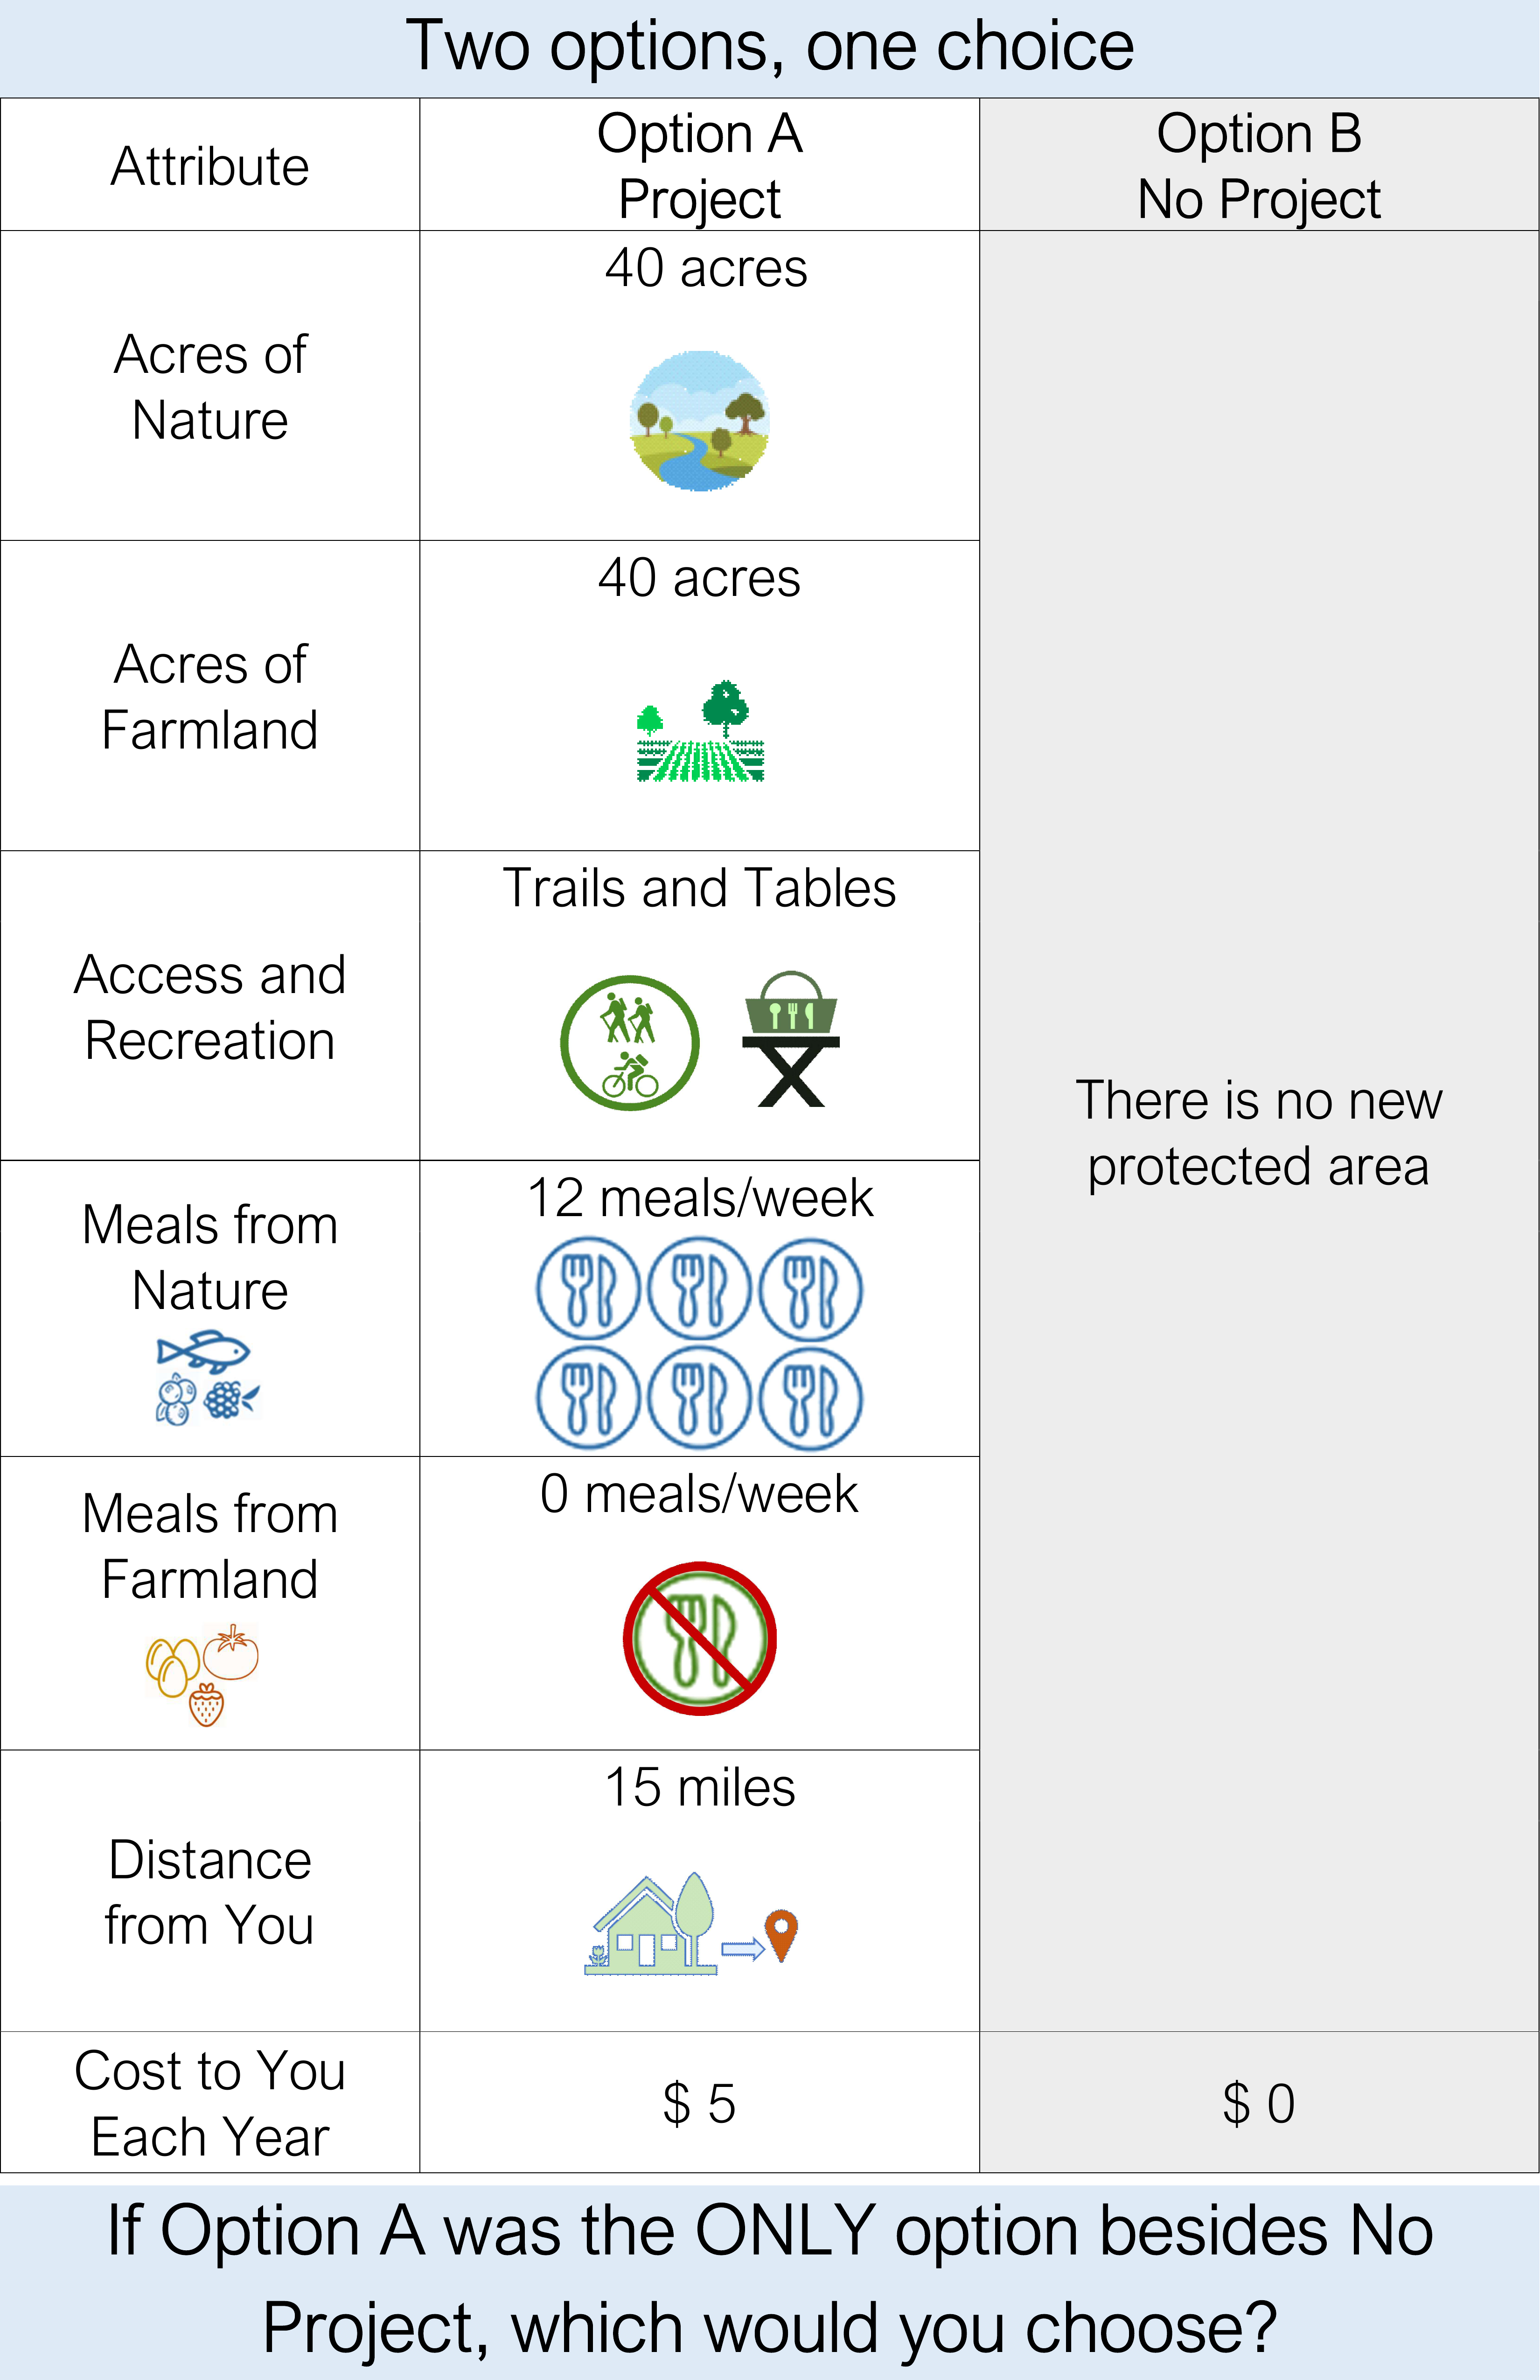 Two options, one choice
Attribute
Option A
Project
Option B
No Project
Acres of
Nature
40 acres
Acres of
Farmland
40 acres
Access and
Recreation
Trails and Tables
There is no new
protected area
Meals from
Nature
12 meals/week
Meals from
Farmland
0 meals/week
Distance
from You
15 miles
Cost to You
Each Year
$ 5
$ 0
If Option A was the ONLY option besides No
Project, which would you choose?